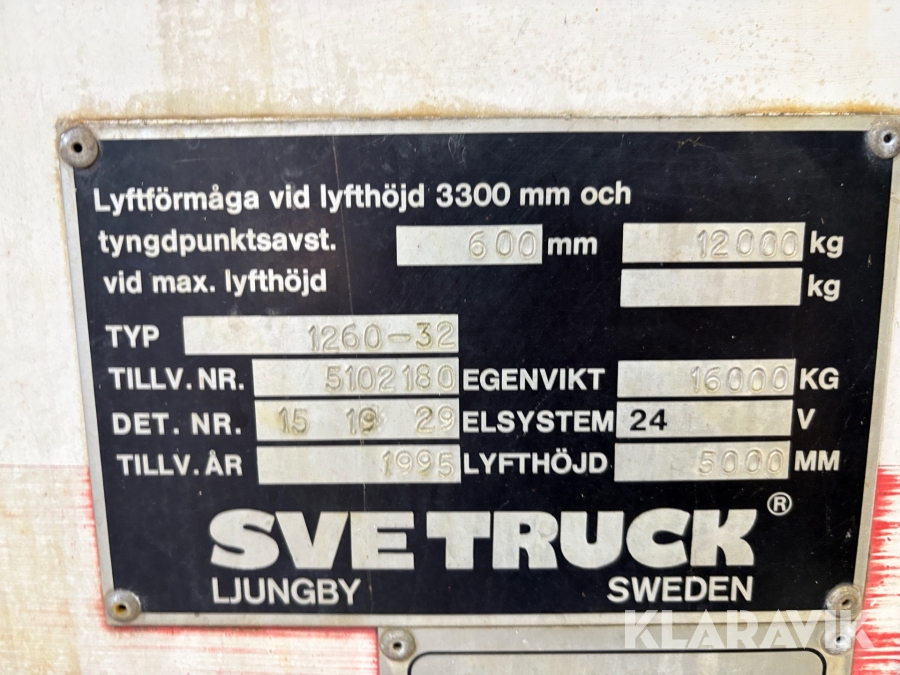 Lyftförmåga vid lyfthöjd 3300 mm och
tyngdpunktsavst. 600 mm 12000 kg
vid max. lyfthöjd kg
TYP 1260-32
TILLV. NR. 5102180 EGENVIKT 16000 KG
DET. NR. 15 19 29 ELSYSTEM 24 V
TILLV. ÅR 1995 LYFTHÖJD 5000 MM
SVETRUCK®
LJUNGBY SWEDEN
KLARAVIK